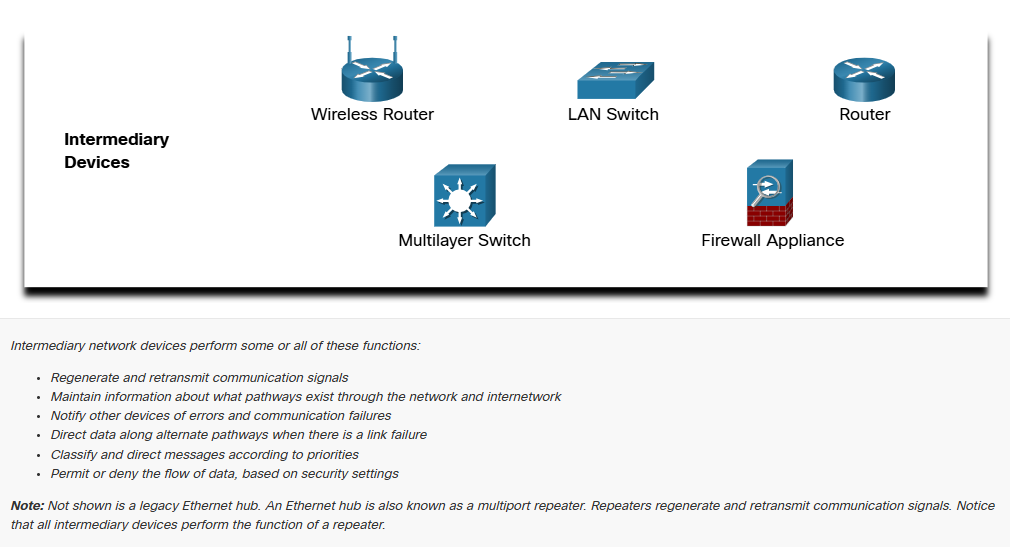 Wireless Router
LAN Switch
Router
Intermediary
Devices
Multilayer Switch
Firewall Appliance
Intermediary network devices perform some or all of these functions:
• Regenerate and retransmit communication signals
• Maintain information about what pathways exist through the network and internetwork
• Notify other devices of errors and communication failures
• Direct data along alternate pathways when there is a link failure
• Classify and direct messages according to priorities
• Permit or deny the flow of data, based on security settings
Note: Not shown is a legacy Ethernet hub. An Ethernet hub is also known as a multiport repeater. Repeaters regenerate and retransmit communication signals. Notice
that all intermediary devices perform the function of a repeater.